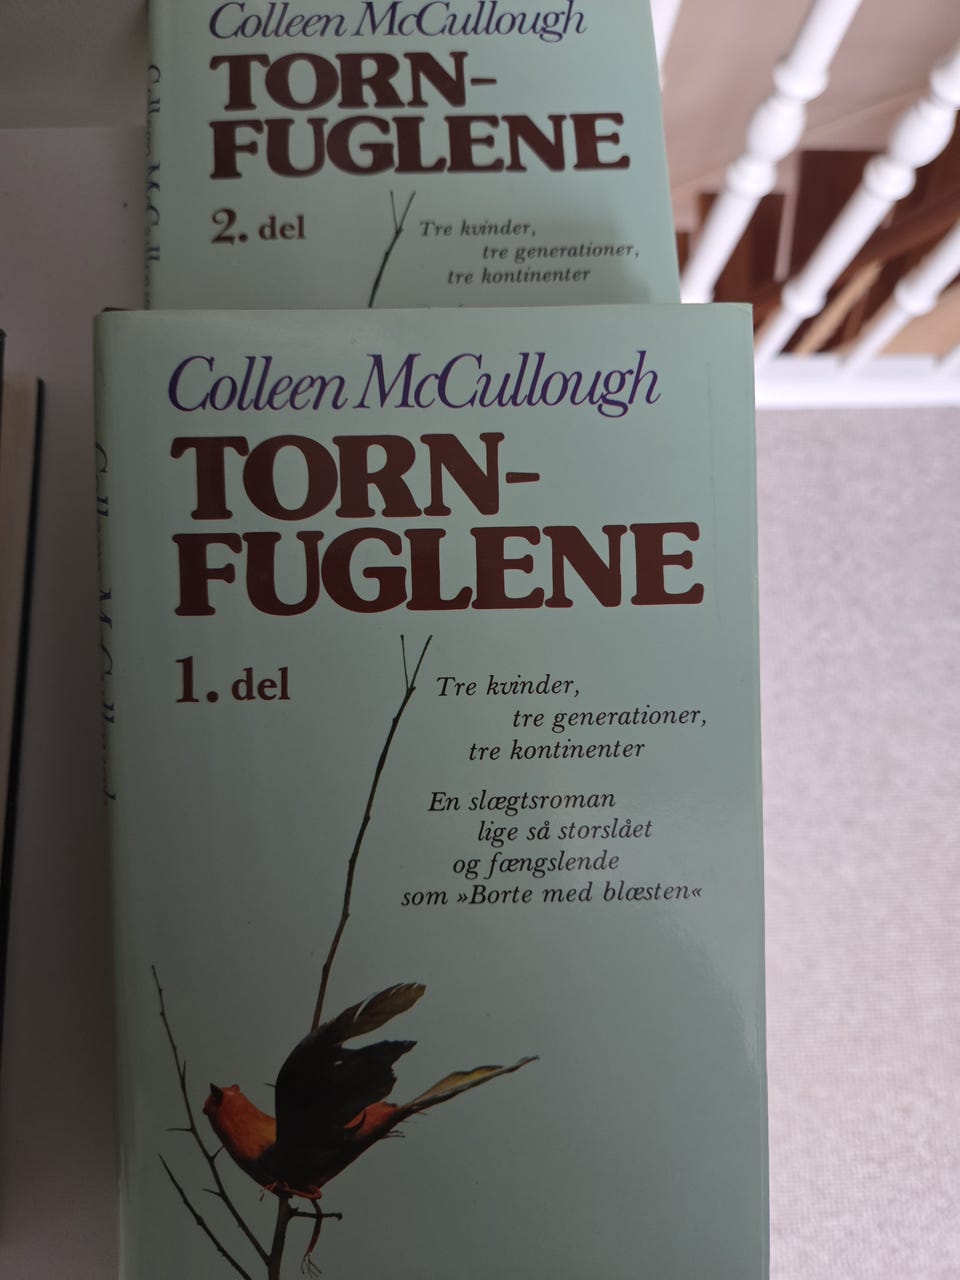 Colleen McCullough
TORN-
FUGLENE
2. del
Tre kvinder,
tre generationer,
tre kontinenter
Colleen McCullough
TORN-
FUGLENE
1. del
Tre kvinder,
tre generationer,
tre kontinenter
En slægtsroman
lige så storslået
og fængslende
som »Borte med blæsten«